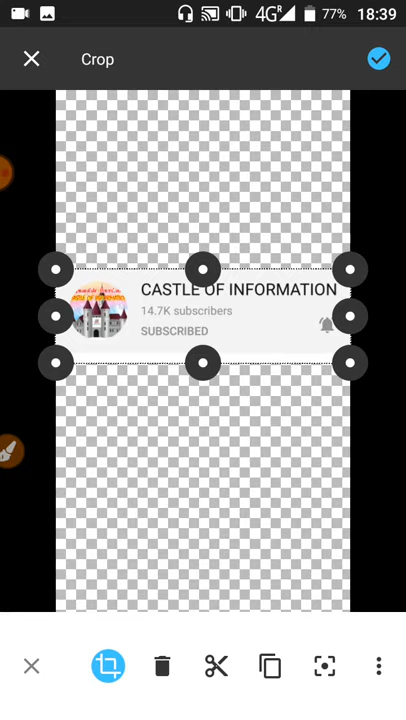 4G R 77% 18:39
Crop
CASTLE OF INFORMATION
14.7K subscribers
SUBSCRIBED